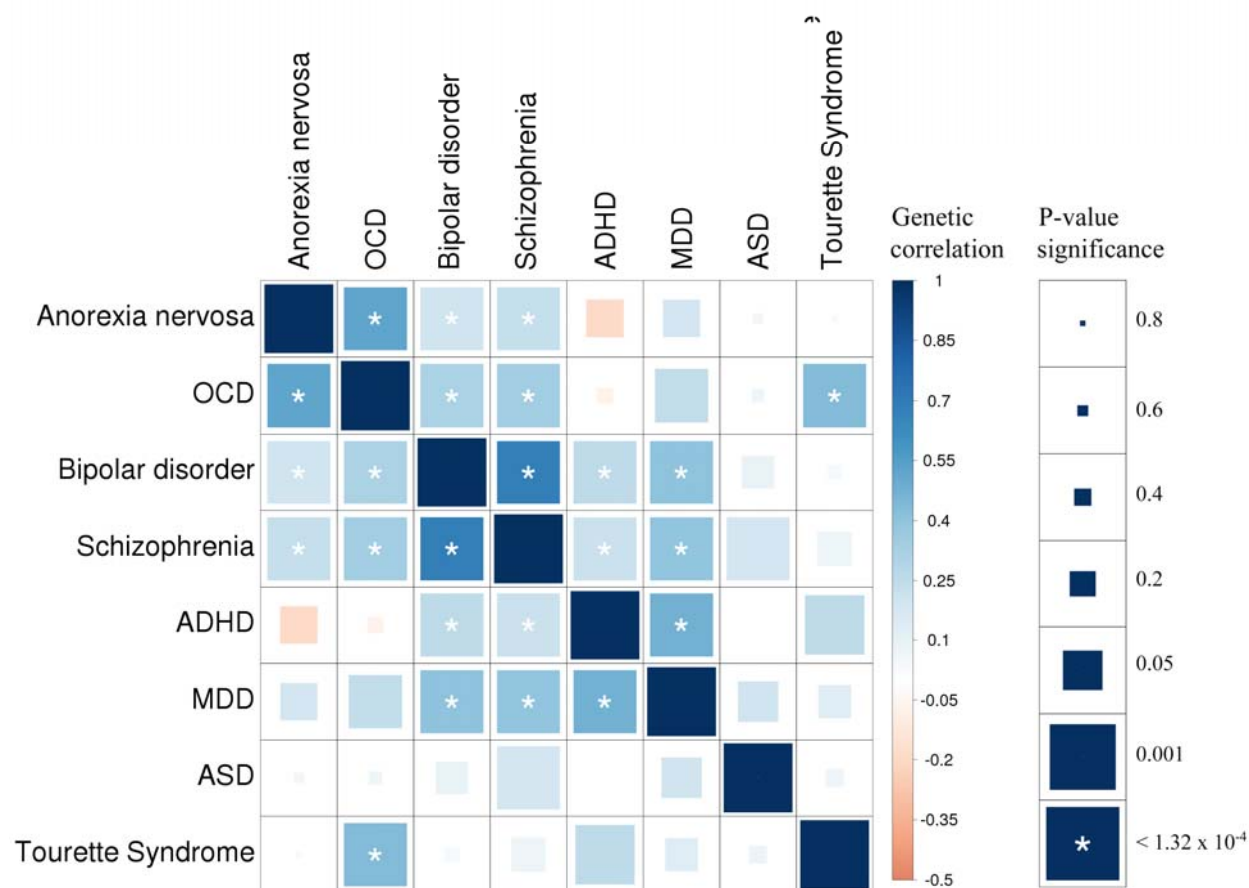 Anorexia nervosa
OCD
Bipolar disorder
Schizophrenia
ADHD
MDD
ASD
Tourette Syndrome
Genetic
correlation
P-value
significance
Anorexia nervosa * * *
OCD * * * *
Bipolar disorder * * * * *
Schizophrenia * * * * *
ADHD * * *
MDD * * *
ASD
Tourette Syndrome *
1
0.85
0.7
0.55
0.4
0.25
0.1
-0.05
-0.2
-0.35
-0.5
0.8
0.6
0.4
0.2
0.05
0.001
* < 1.32 x 10⁻⁴